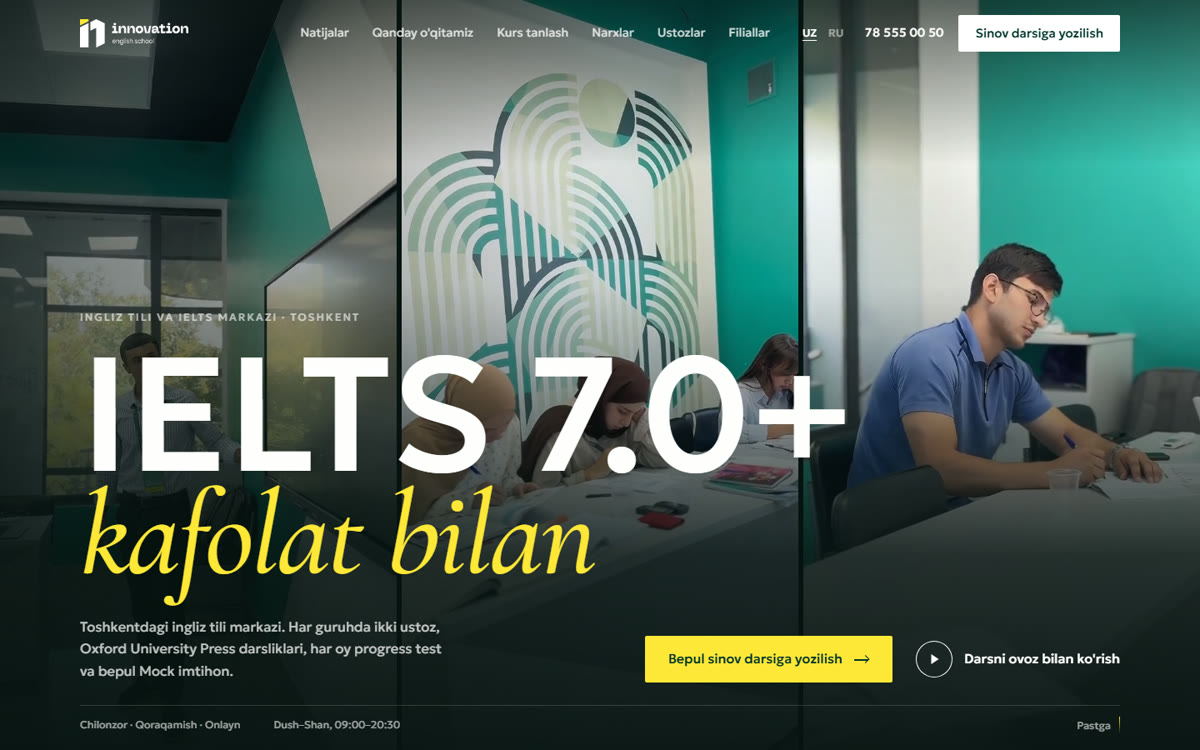 innovation
english school
Natijalar
Qanday o'qitamiz
Kurs tanlash
Narxlar
Ustozlar
Filiallar
UZ
RU
78 555 00 50
Sinov darsiga yozilish
INGLIZ TILI VA IELTS MARKAZI · TOSHKENT
IELTS 7.0+
kafolat bilan
Toshkentdagi ingliz tili markazi. Har guruhda ikki ustoz,
Oxford University Press darsliklari, har oy progress test
va bepul Mock imtihon.
Bepul sinov darsiga yozilish →
Darsni ovoz bilan ko'rish
Chilonzor · Qoraqamish · Onlayn
Dush–Shan, 09:00–20:30
Pastga